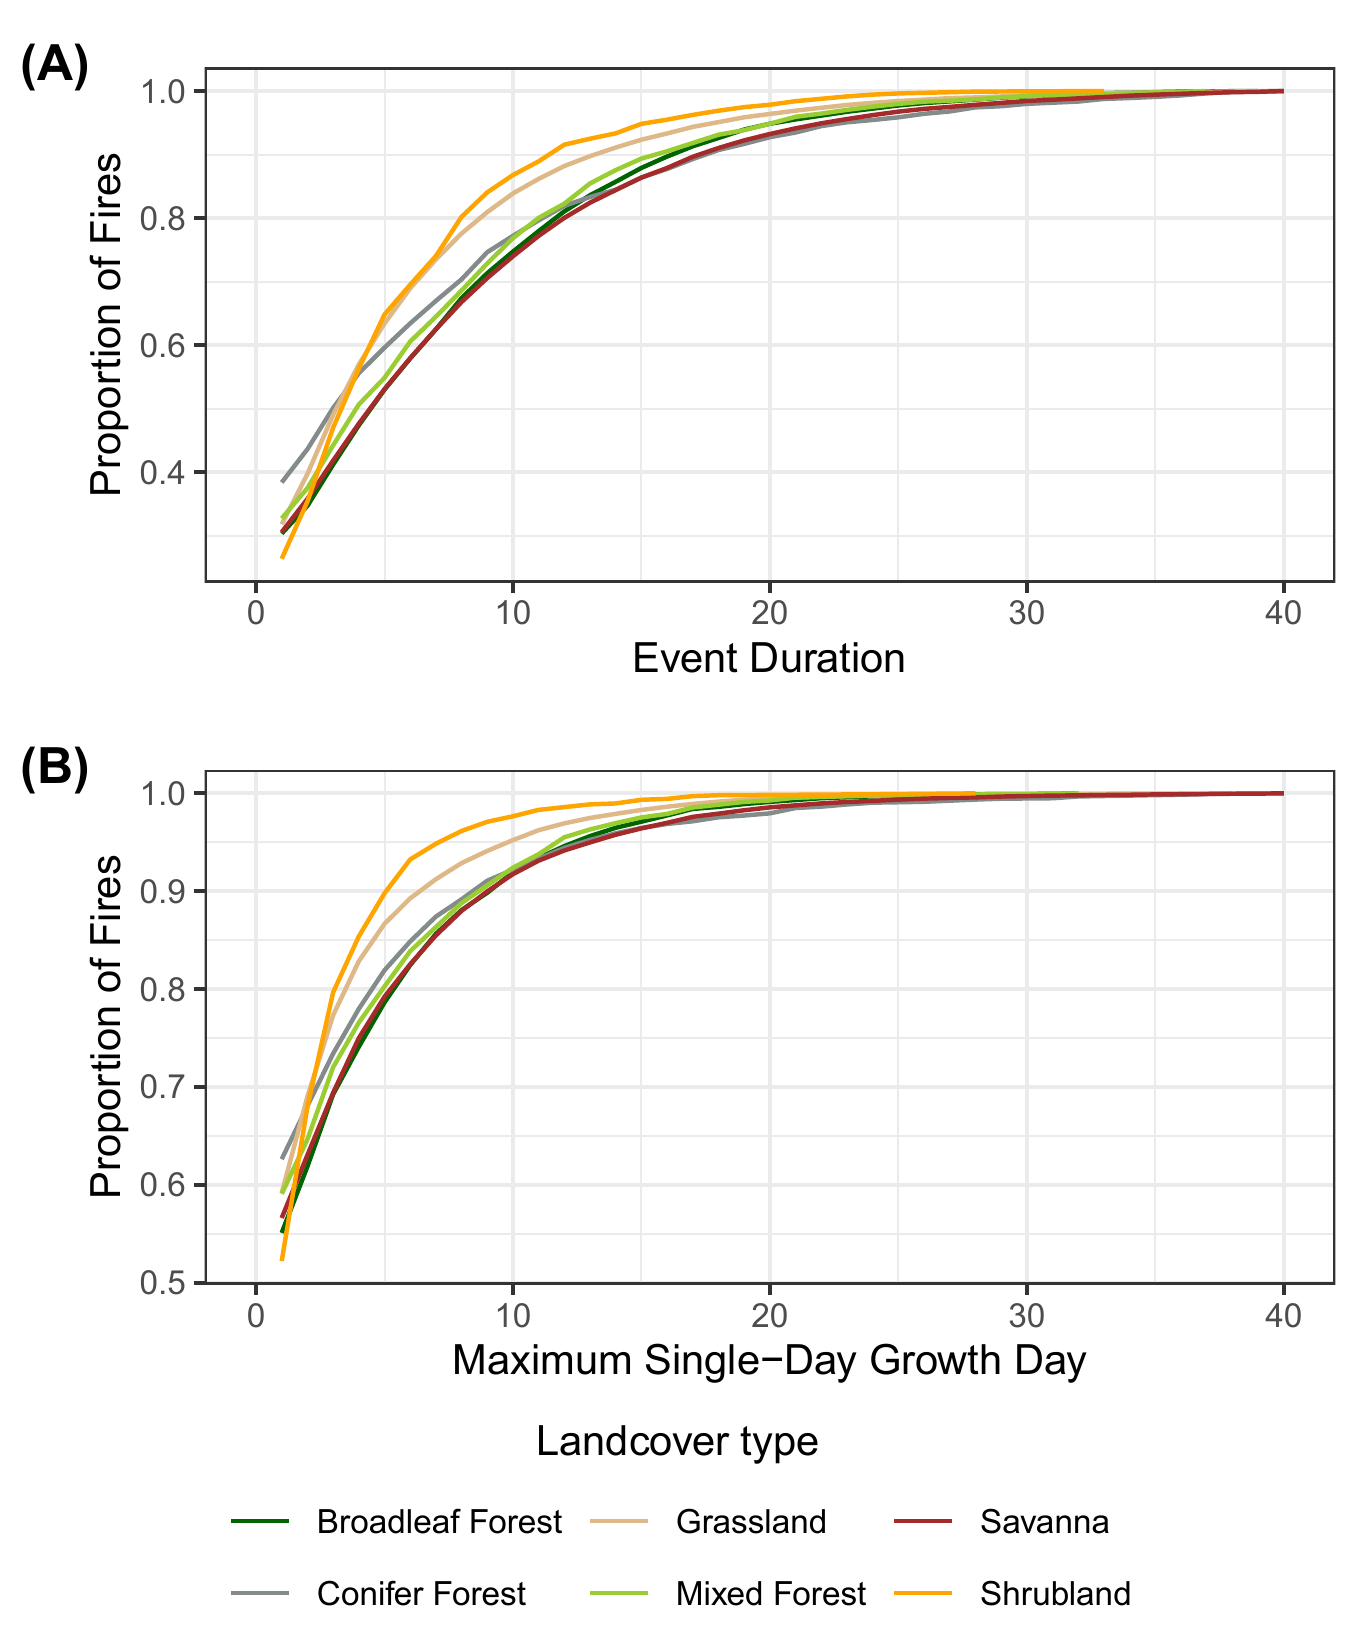 (A)
1.0
0.8
0.6
0.4
Proportion of Fires
0 10 20 30 40
Event Duration
(B)
1.0
0.9
0.8
0.7
0.6
0.5
Proportion of Fires
0 10 20 30 40
Maximum Single−Day Growth Day
Landcover type
Broadleaf Forest Grassland Savanna
Conifer Forest Mixed Forest Shrubland